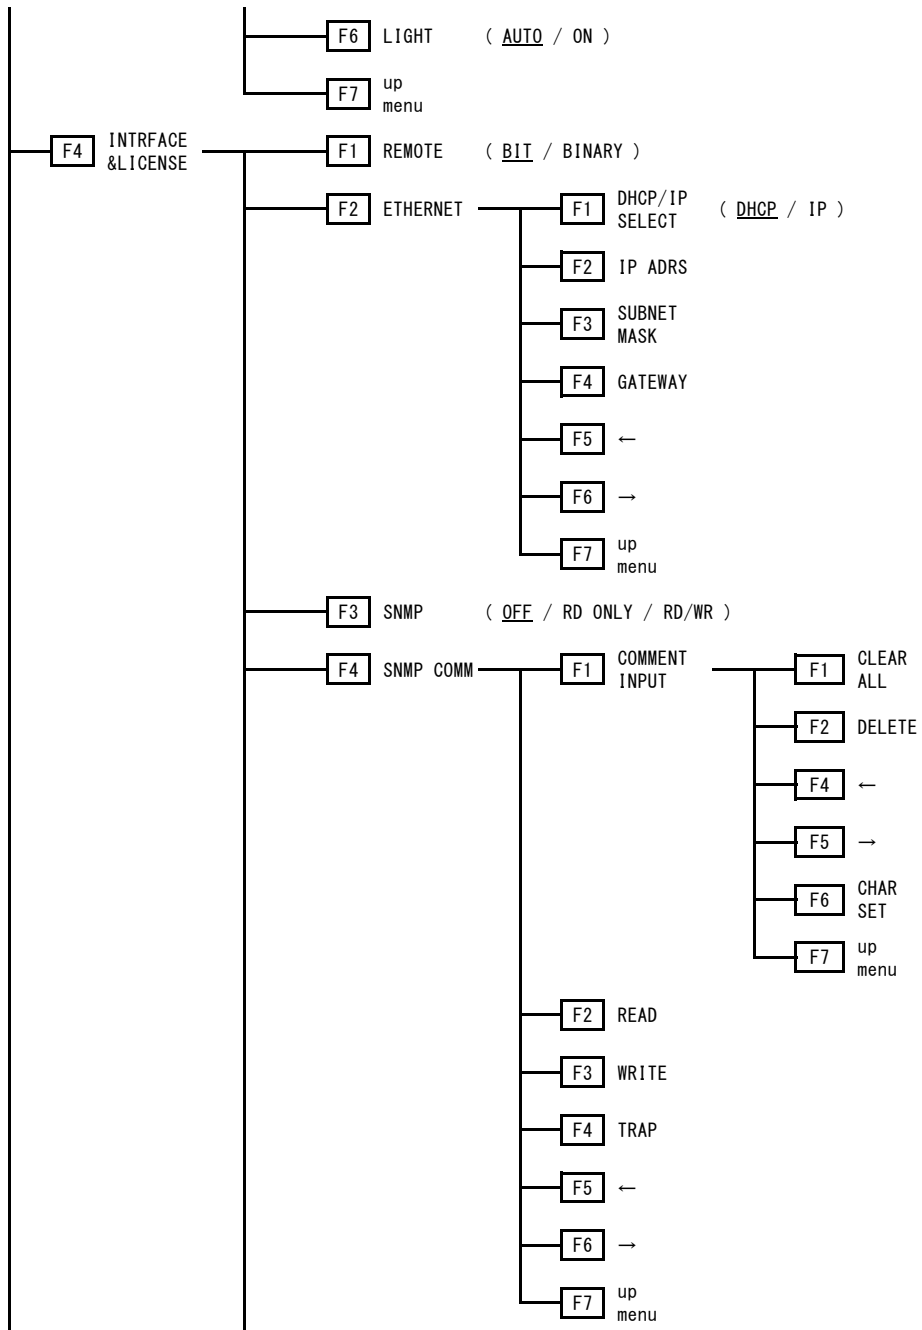 F6 LIGHT ( AUTO / ON )
F7 up
menu
F4 INTRFACE
&LICENSE
F1 REMOTE ( BIT / BINARY )
F2 ETHERNET
F1 DHCP/IP
SELECT ( DHCP / IP )
F2 IP ADRS
F3 SUBNET
MASK
F4 GATEWAY
F5 ←
F6 →
F7 up
menu
F3 SNMP ( OFF / RD ONLY / RD/WR )
F4 SNMP COMM
F1 COMMENT
INPUT
F1 CLEAR
ALL
F2 DELETE
F4 ←
F5 →
F6 CHAR
SET
F7 up
menu
F2 READ
F3 WRITE
F4 TRAP
F5 ←
F6 →
F7 up
menu